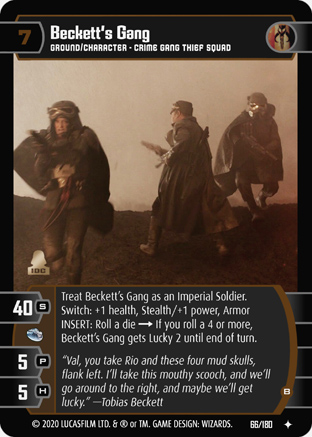 7
Beckett's Gang
GROUND/CHARACTER - CRIME GANG THIEF SQUAD
IDC
40 S
5 P
5 H
Treat Beckett's Gang as an Imperial Soldier.
Switch: +1 health, Stealth/+1 power, Armor
INSERT: Roll a die → If you roll a 4 or more,
Beckett's Gang gets Lucky 2 until end of turn.
"Val, you take Rio and these four mud skulls,
flank left. I'll take this mouthy scooch, and we'll
go around to the right, and maybe we'll get
lucky." —Tobias Beckett
B
© 2020 LUCASFILM LTD. & ® or TM. GAME DESIGN: WIZARDS.
66/180